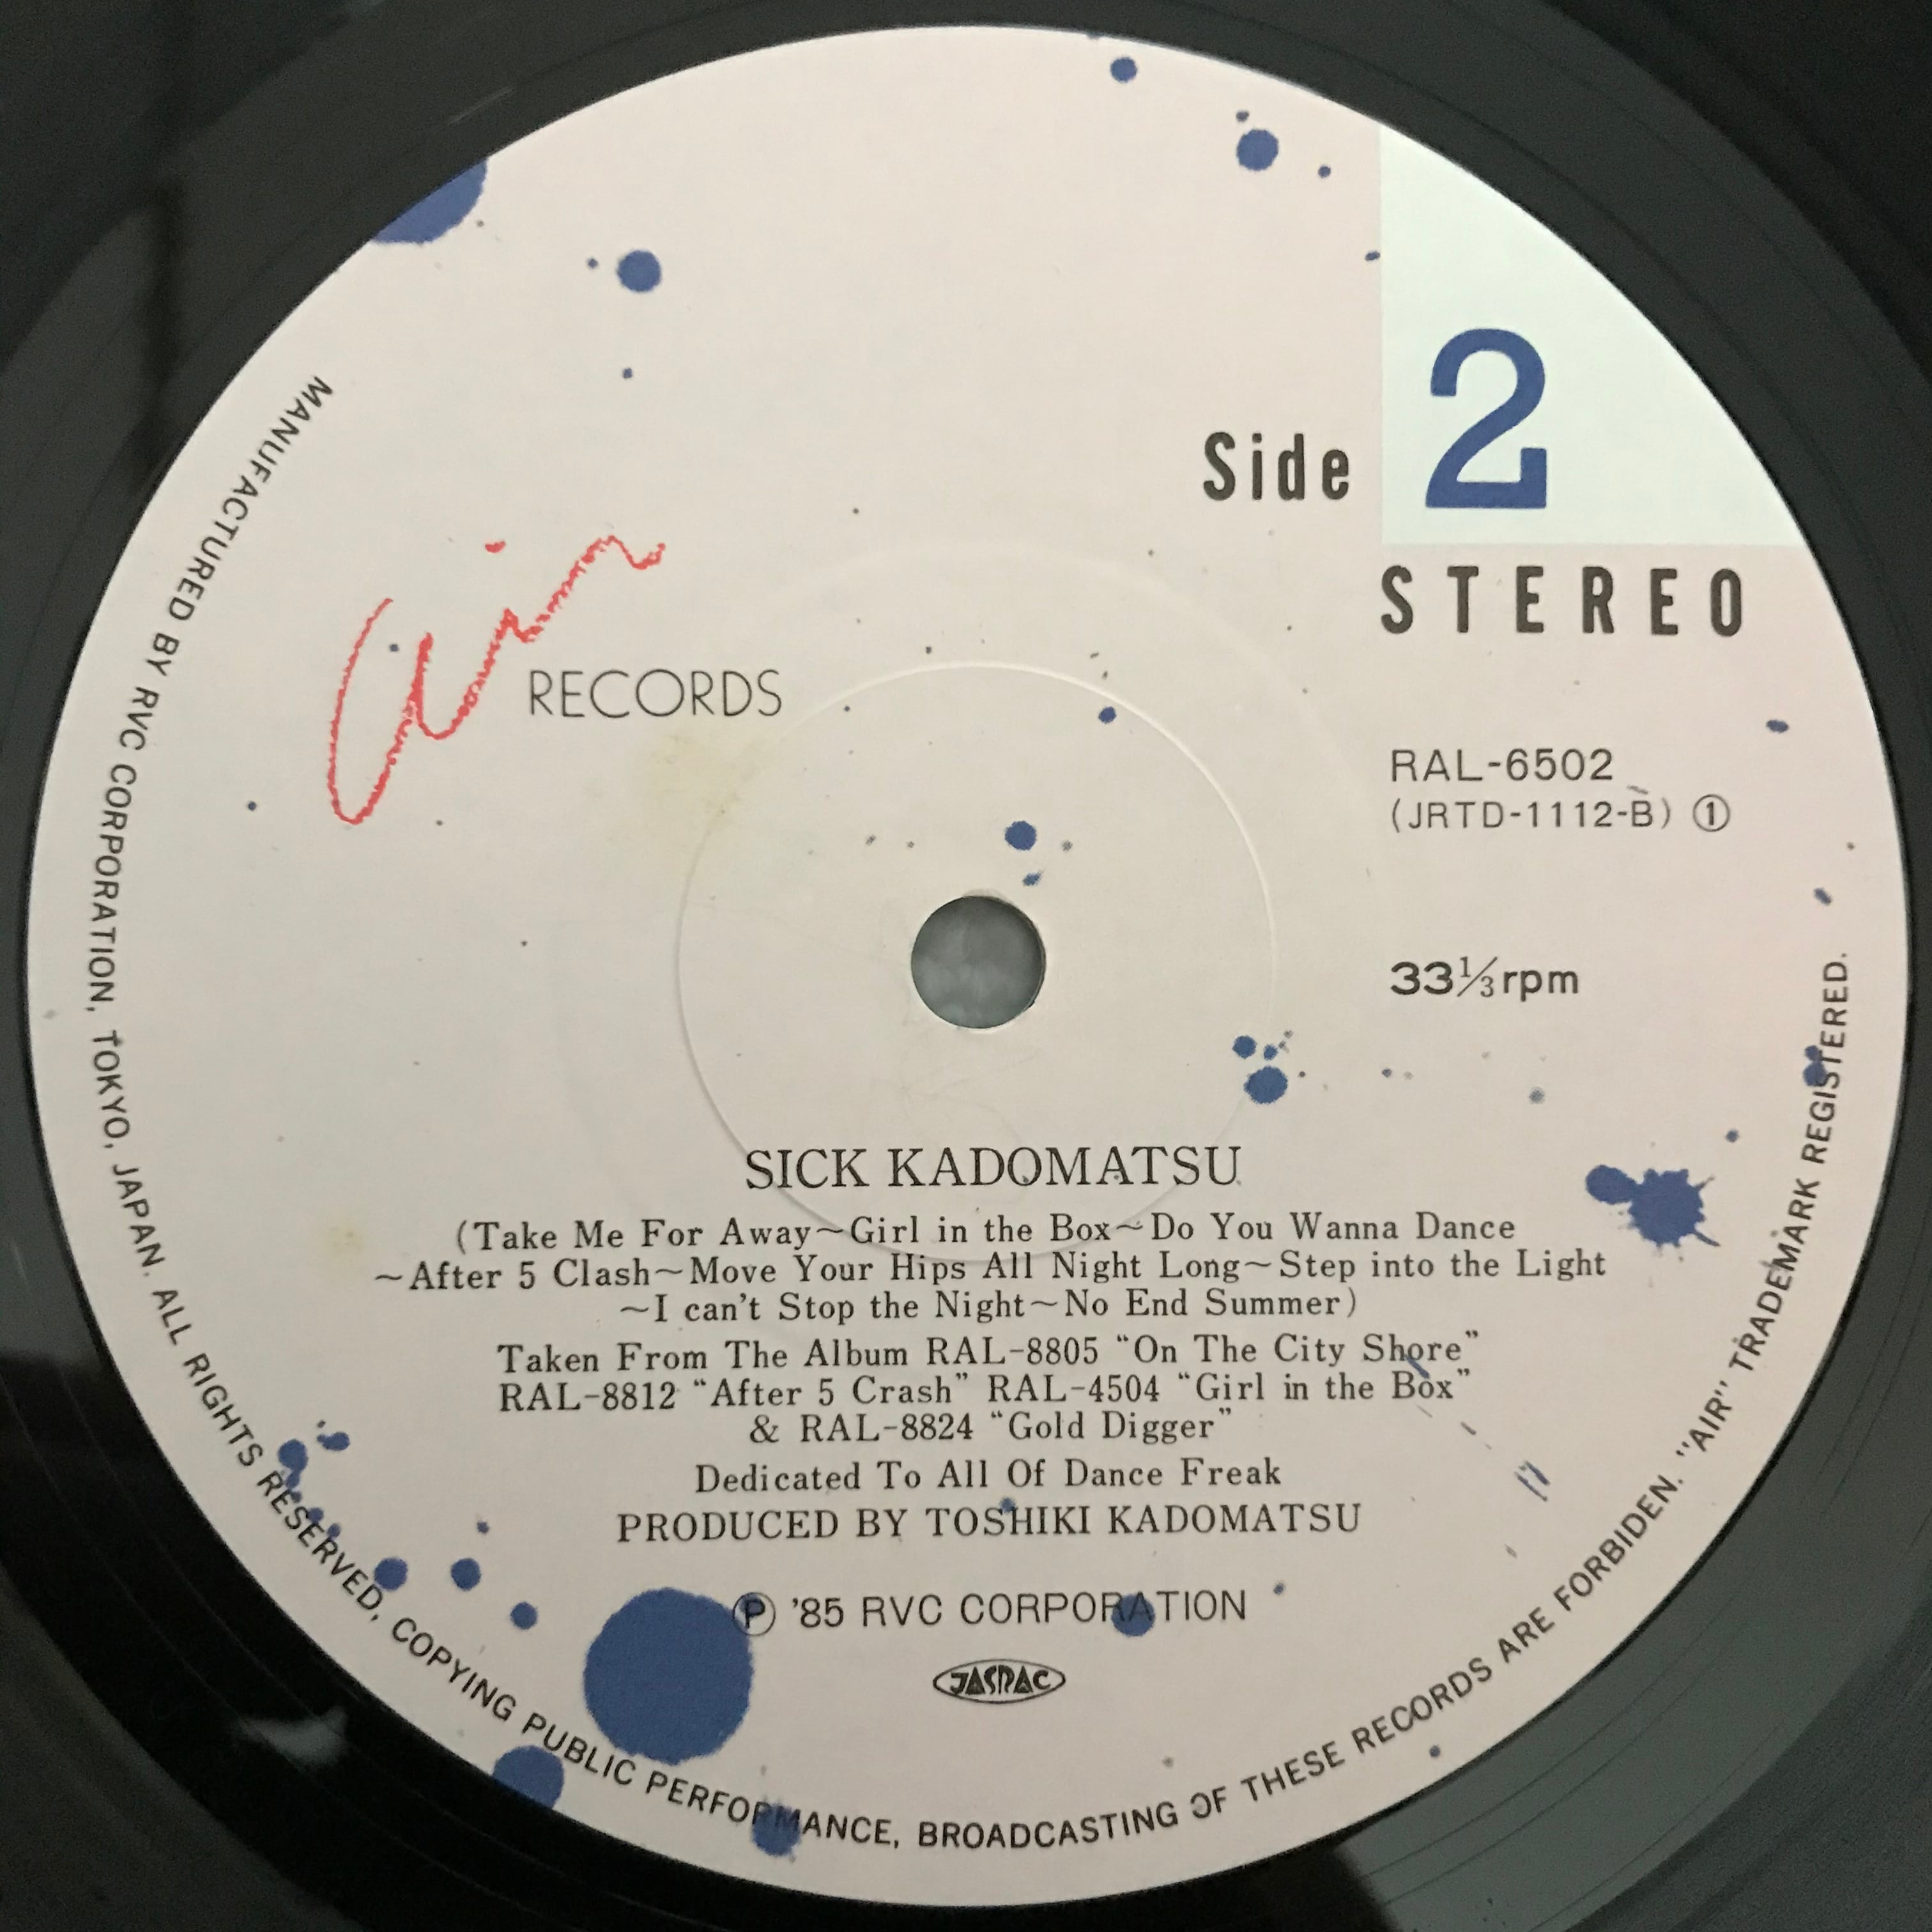 Side 2
STEREO
air
RECORDS
RAL-6502
(JRTD-1112-B) ①
33⅓rpm
SICK KADOMATSU
(Take Me For Away~Girl in the Box~Do You Wanna Dance
~After 5 Clash~Move Your Hips All Night Long~Step into the Light
~I can't Stop the Night~No End Summer)
Taken From The Album RAL-8805 “On The City Shore”
RAL-8812 “After 5 Crash” RAL-4504 “Girl in the Box”
& RAL-8824 “Gold Digger”
Dedicated To All Of Dance Freak
PRODUCED BY TOSHIKI KADOMATSU
Ⓟ '85 RVC CORPORATION
JASRAC
MANUFACTURED BY RVC CORPORATION, TOKYO, JAPAN. ALL RIGHTS RESERVED, COPYING PUBLIC PERFORMANCE, BROADCASTING OF THESE RECORDS ARE FORBIDEN. "AIR" TRADEMARK REGISTERED.